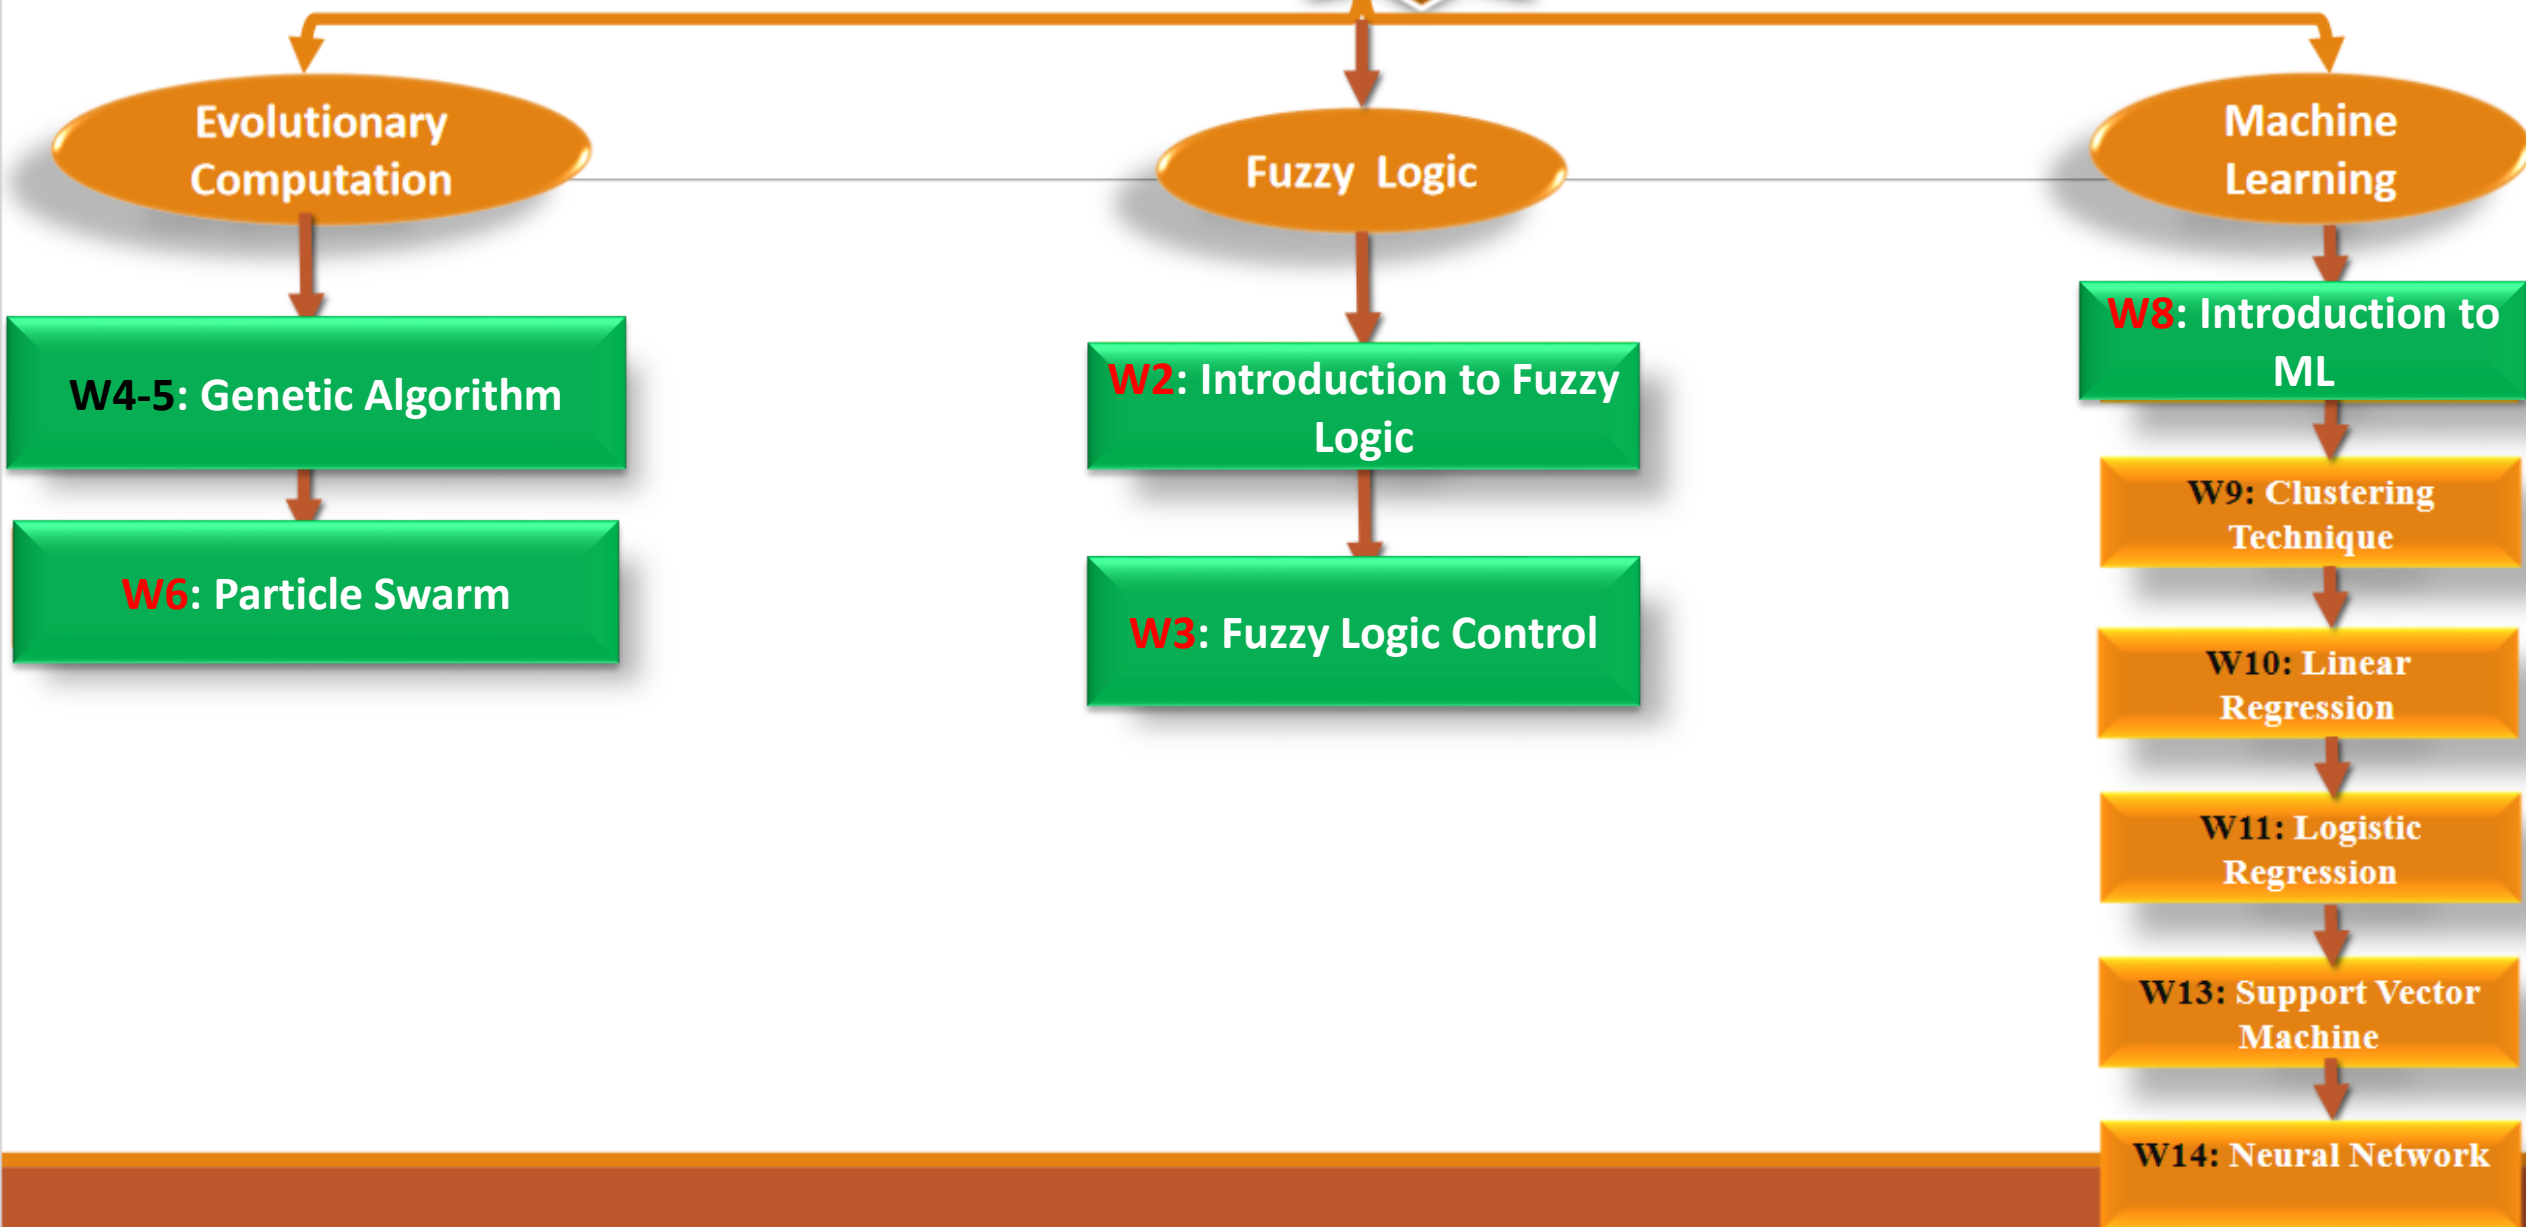 Evolutionary
Computation
W4-5: Genetic Algorithm
W6: Particle Swarm
Fuzzy Logic
W2: Introduction to Fuzzy
Logic
W3: Fuzzy Logic Control
Machine
Learning
W8: Introduction to
ML
W9: Clustering
Technique
W10: Linear
Regression
W11: Logistic
Regression
W13: Support Vector
Machine
W14: Neural Network